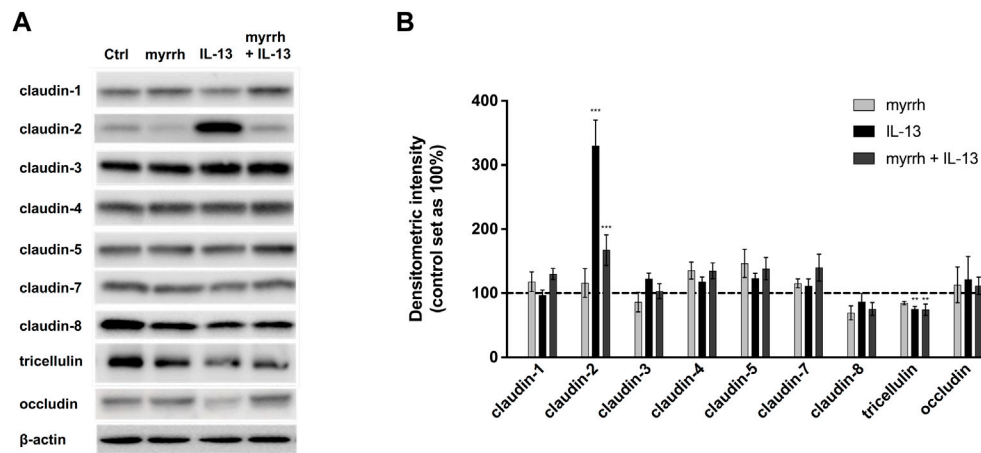 A
Ctrl myrrh IL-13 myrrh
+ IL-13
claudin-1
claudin-2
claudin-3
claudin-4
claudin-5
claudin-7
claudin-8
tricellulin
occludin
β-actin
B
Densitometric intensity
(control set as 100%)
400
300
200
100
0
myrrh
IL-13
myrrh + IL-13
***
***
** **
claudin-1
claudin-2
claudin-3
claudin-4
claudin-5
claudin-7
claudin-8
tricellulin
occludin